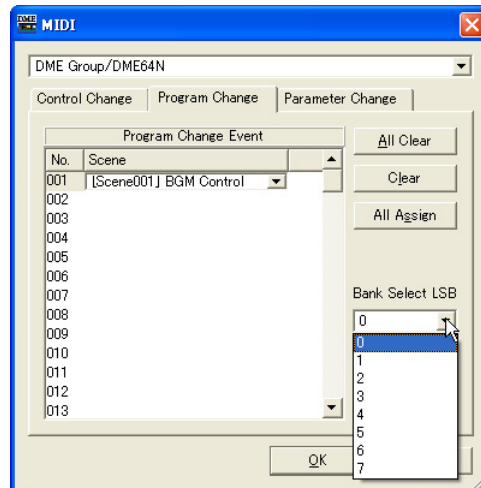 DME
MIDI
DME Group/DME64N
Control Change
Program Change
Parameter Change
Program Change Event
No.
Scene
001
[Scene001] BGM Control
002
003
004
005
006
007
008
009
010
011
012
013
All Clear
Clear
All Assign
Bank Select LSB
0
0
1
2
3
4
5
6
7
OK